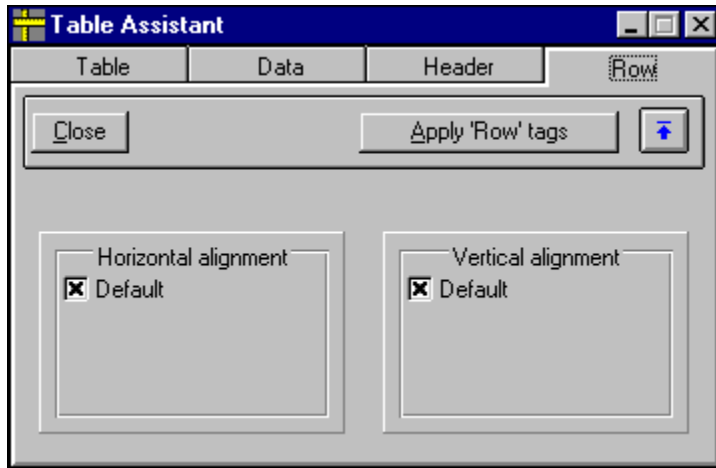 Table Assistant
Table Data Header Row
Close Apply 'Row' tags
Horizontal alignment Vertical alignment
Default Default